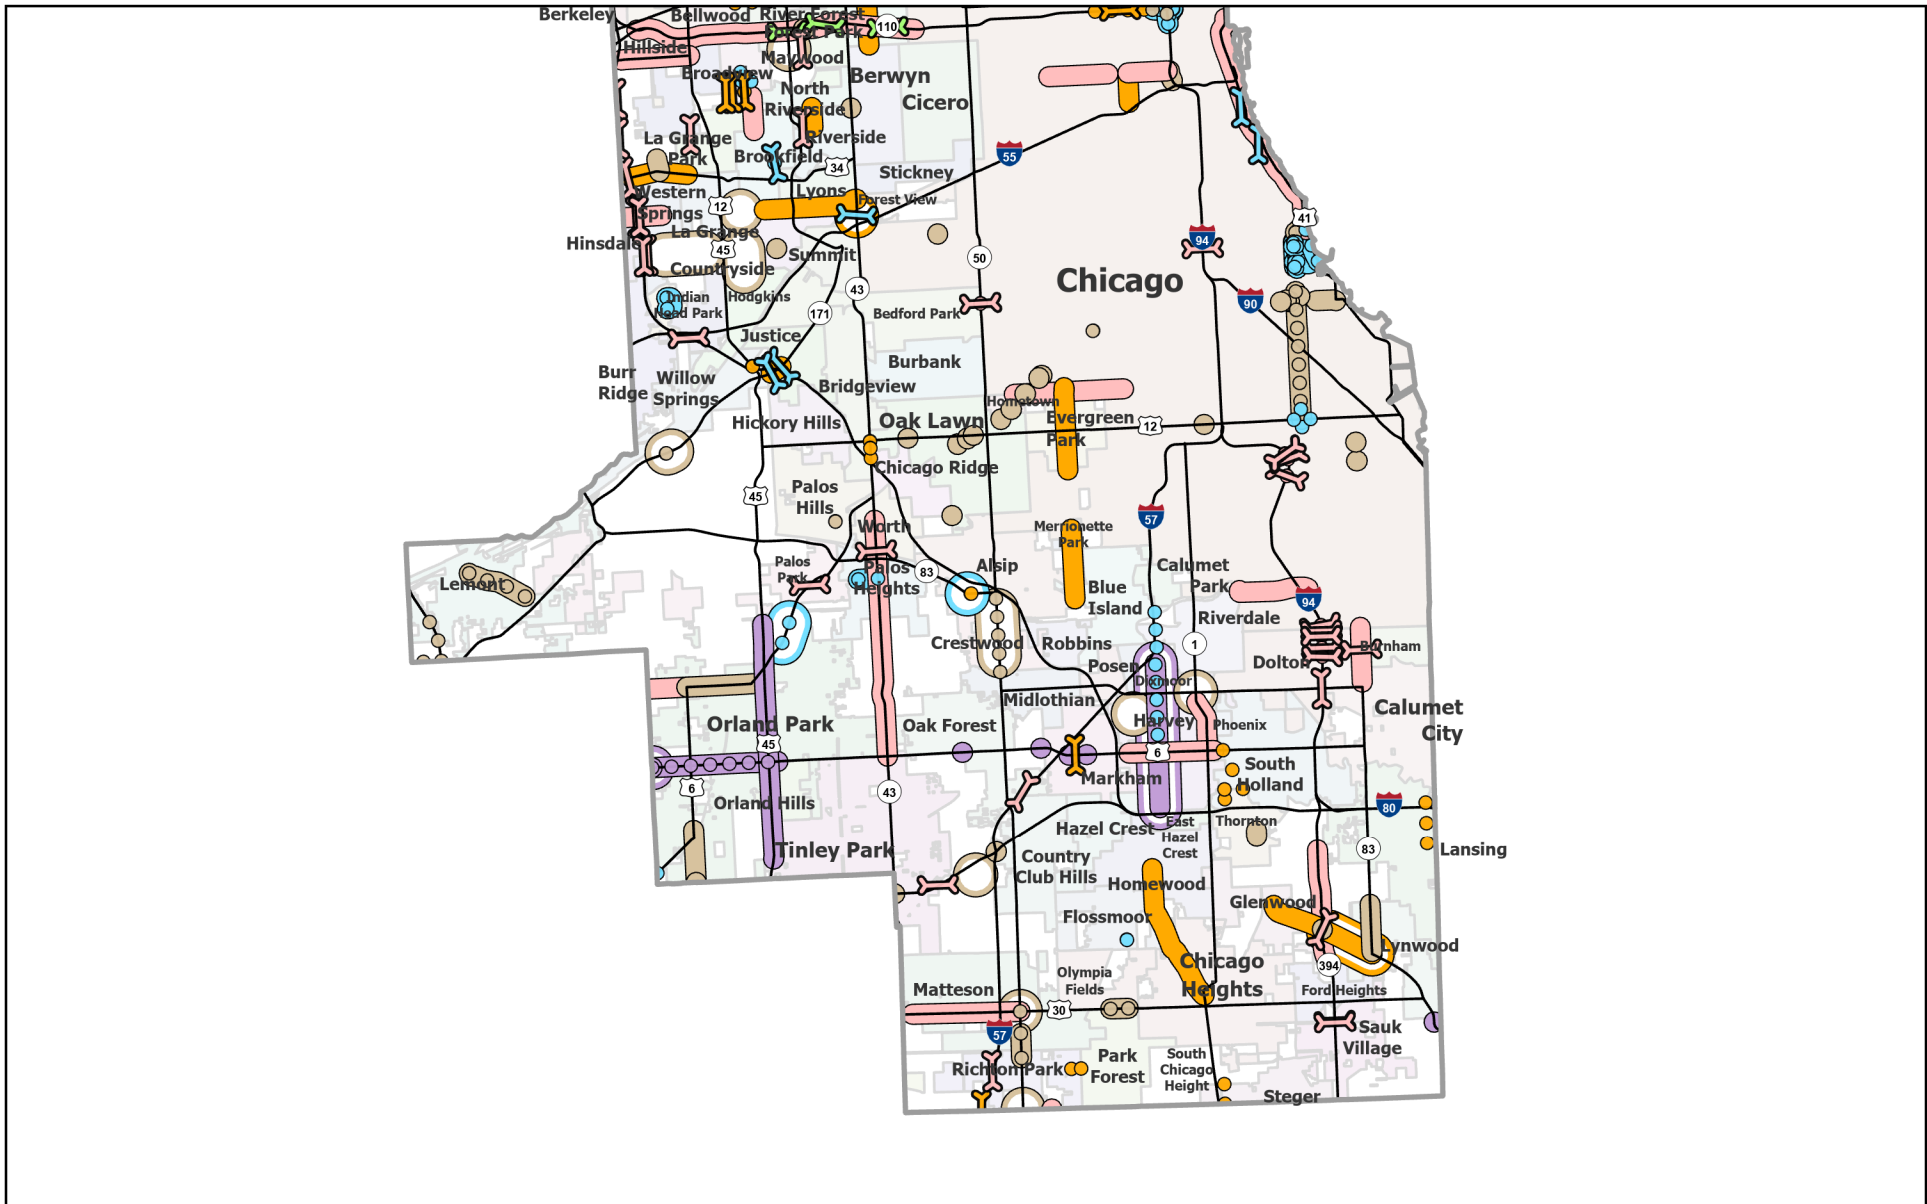 Berkeley
Bellwood
River Forest
Forest Park
110
Hillside
Maywood
Broadview
Berwyn
North
Riverside
Cicero
La Grange
Park
Riverside
Brookfield
34
55
Stickney
Western
Springs
12
Lyons
Forest View
41
La Grange
Hinsdale
45
Summit
50
94
Countryside
Chicago
Indian
Head Park
Hodgkins
43
90
171
Bedford Park
Justice
Burbank
Burr
Ridge
Willow
Springs
Bridgeview
Hometown
Hickory Hills
Oak Lawn
Evergreen
Park
12
Chicago Ridge
45
Palos
Hills
57
Worth
Merrionette
Park
Palos
Park
Palos
Heights
83
Alsip
Calumet
Park
Lemont
Blue
Island
94
Riverdale
Crestwood
Robbins
1
Burnham
Posen
Dolton
Dixmoor
Midlothian
Calumet
City
Orland Park
Oak Forest
Harvey
Phoenix
45
6
South
Holland
Markham
6
43
Orland Hills
80
Hazel Crest
East
Hazel
Crest
Thornton
Tinley Park
83
Lansing
Country
Club Hills
Homewood
Glenwood
Flossmoor
Lynwood
Chicago
Heights
394
Olympia
Fields
Matteson
Ford Heights
30
57
Sauk
Village
Richton Park
Park
Forest
South
Chicago
Height
Steger